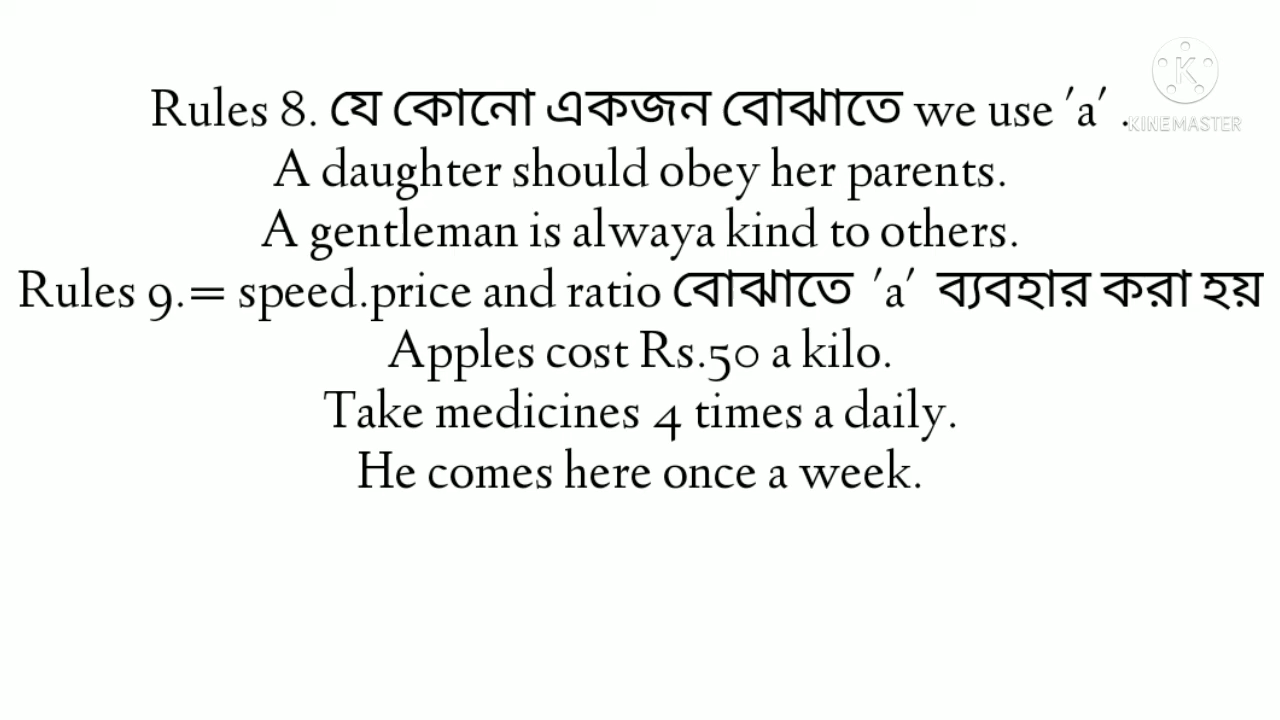 Rules 8. যে কোনো একজন বোঝাতে we use 'a' .
A daughter should obey her parents.
A gentleman is alwaya kind to others.
Rules 9.= speed.price and ratio বোঝাতে 'a' ব্যবহার করা হয়
Apples cost Rs.50 a kilo.
Take medicines 4 times a daily.
He comes here once a week.
K
KINEMASTER